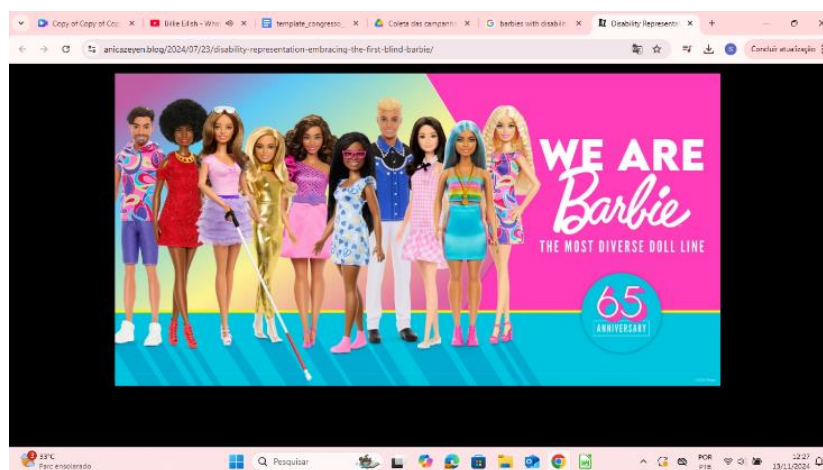 Copy of Copy of Cop
Billie Eilish - Wh
template_congresso_
Coleta das campanh
barbies with disabili
Disability Represent
anicazeyen.blog/2024/07/23/disability-representation-embracing-the-first-blind-barbie/
Concluir atualização
WE ARE
Barbie
THE MOST DIVERSE DOLL LINE
65
ANNIVERSARY
33°C
Parc ensolarado
Pesquisar
POR
PTB
12:27
13/11/2024